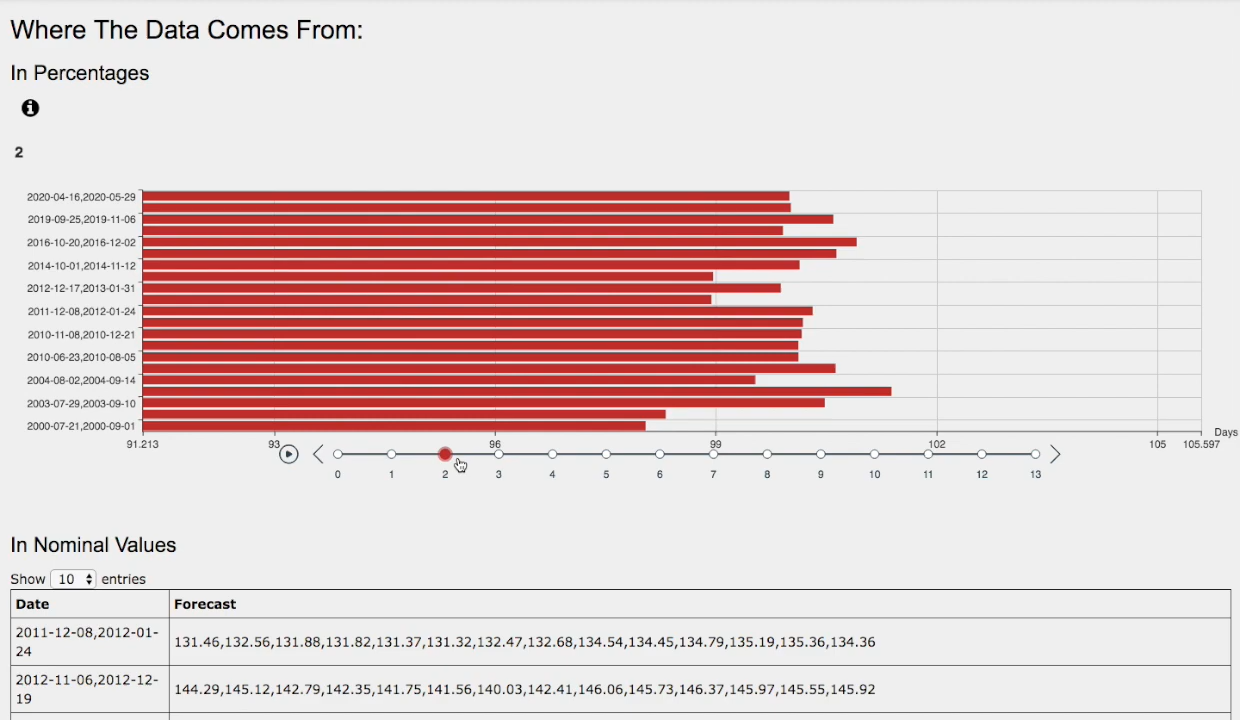 Where The Data Comes From:
In Percentages
2
2020-04-16,2020-05-29
2019-09-25,2019-11-06
2016-10-20,2016-12-02
2014-10-01,2014-11-12
2012-12-17,2013-01-31
2011-12-08,2012-01-24
2010-11-08,2010-12-21
2010-06-23,2010-08-05
2004-08-02,2004-09-14
2003-07-29,2003-09-10
2000-07-21,2000-09-01
Days
91.213 93 96 99 102 105 105.597
0 1 2 3 4 5 6 7 8 9 10 11 12 13
In Nominal Values
Show 10 entries
Date Forecast
2011-12-08,2012-01-
24
131.46,132.56,131.88,131.82,131.37,131.32,132.47,132.68,134.54,134.45,134.79,135.19,135.36,134.36
2012-11-06,2012-12-
19
144.29,145.12,142.79,142.35,141.75,141.56,140.03,142.41,146.06,145.73,146.37,145.97,145.55,145.92